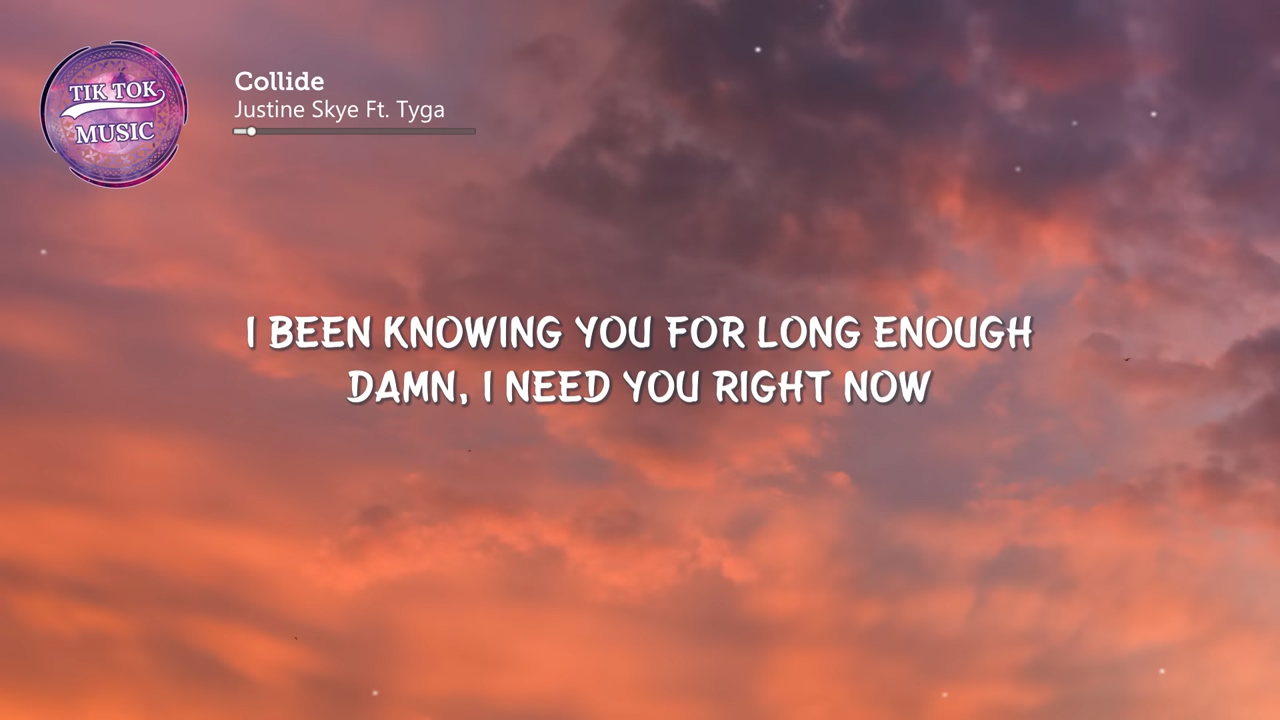 TIK TOK
MUSIC
Collide
Justine Skye Ft. Tyga
I BEEN KNOWING YOU FOR LONG ENOUGH
DAMN, I NEED YOU RIGHT NOW